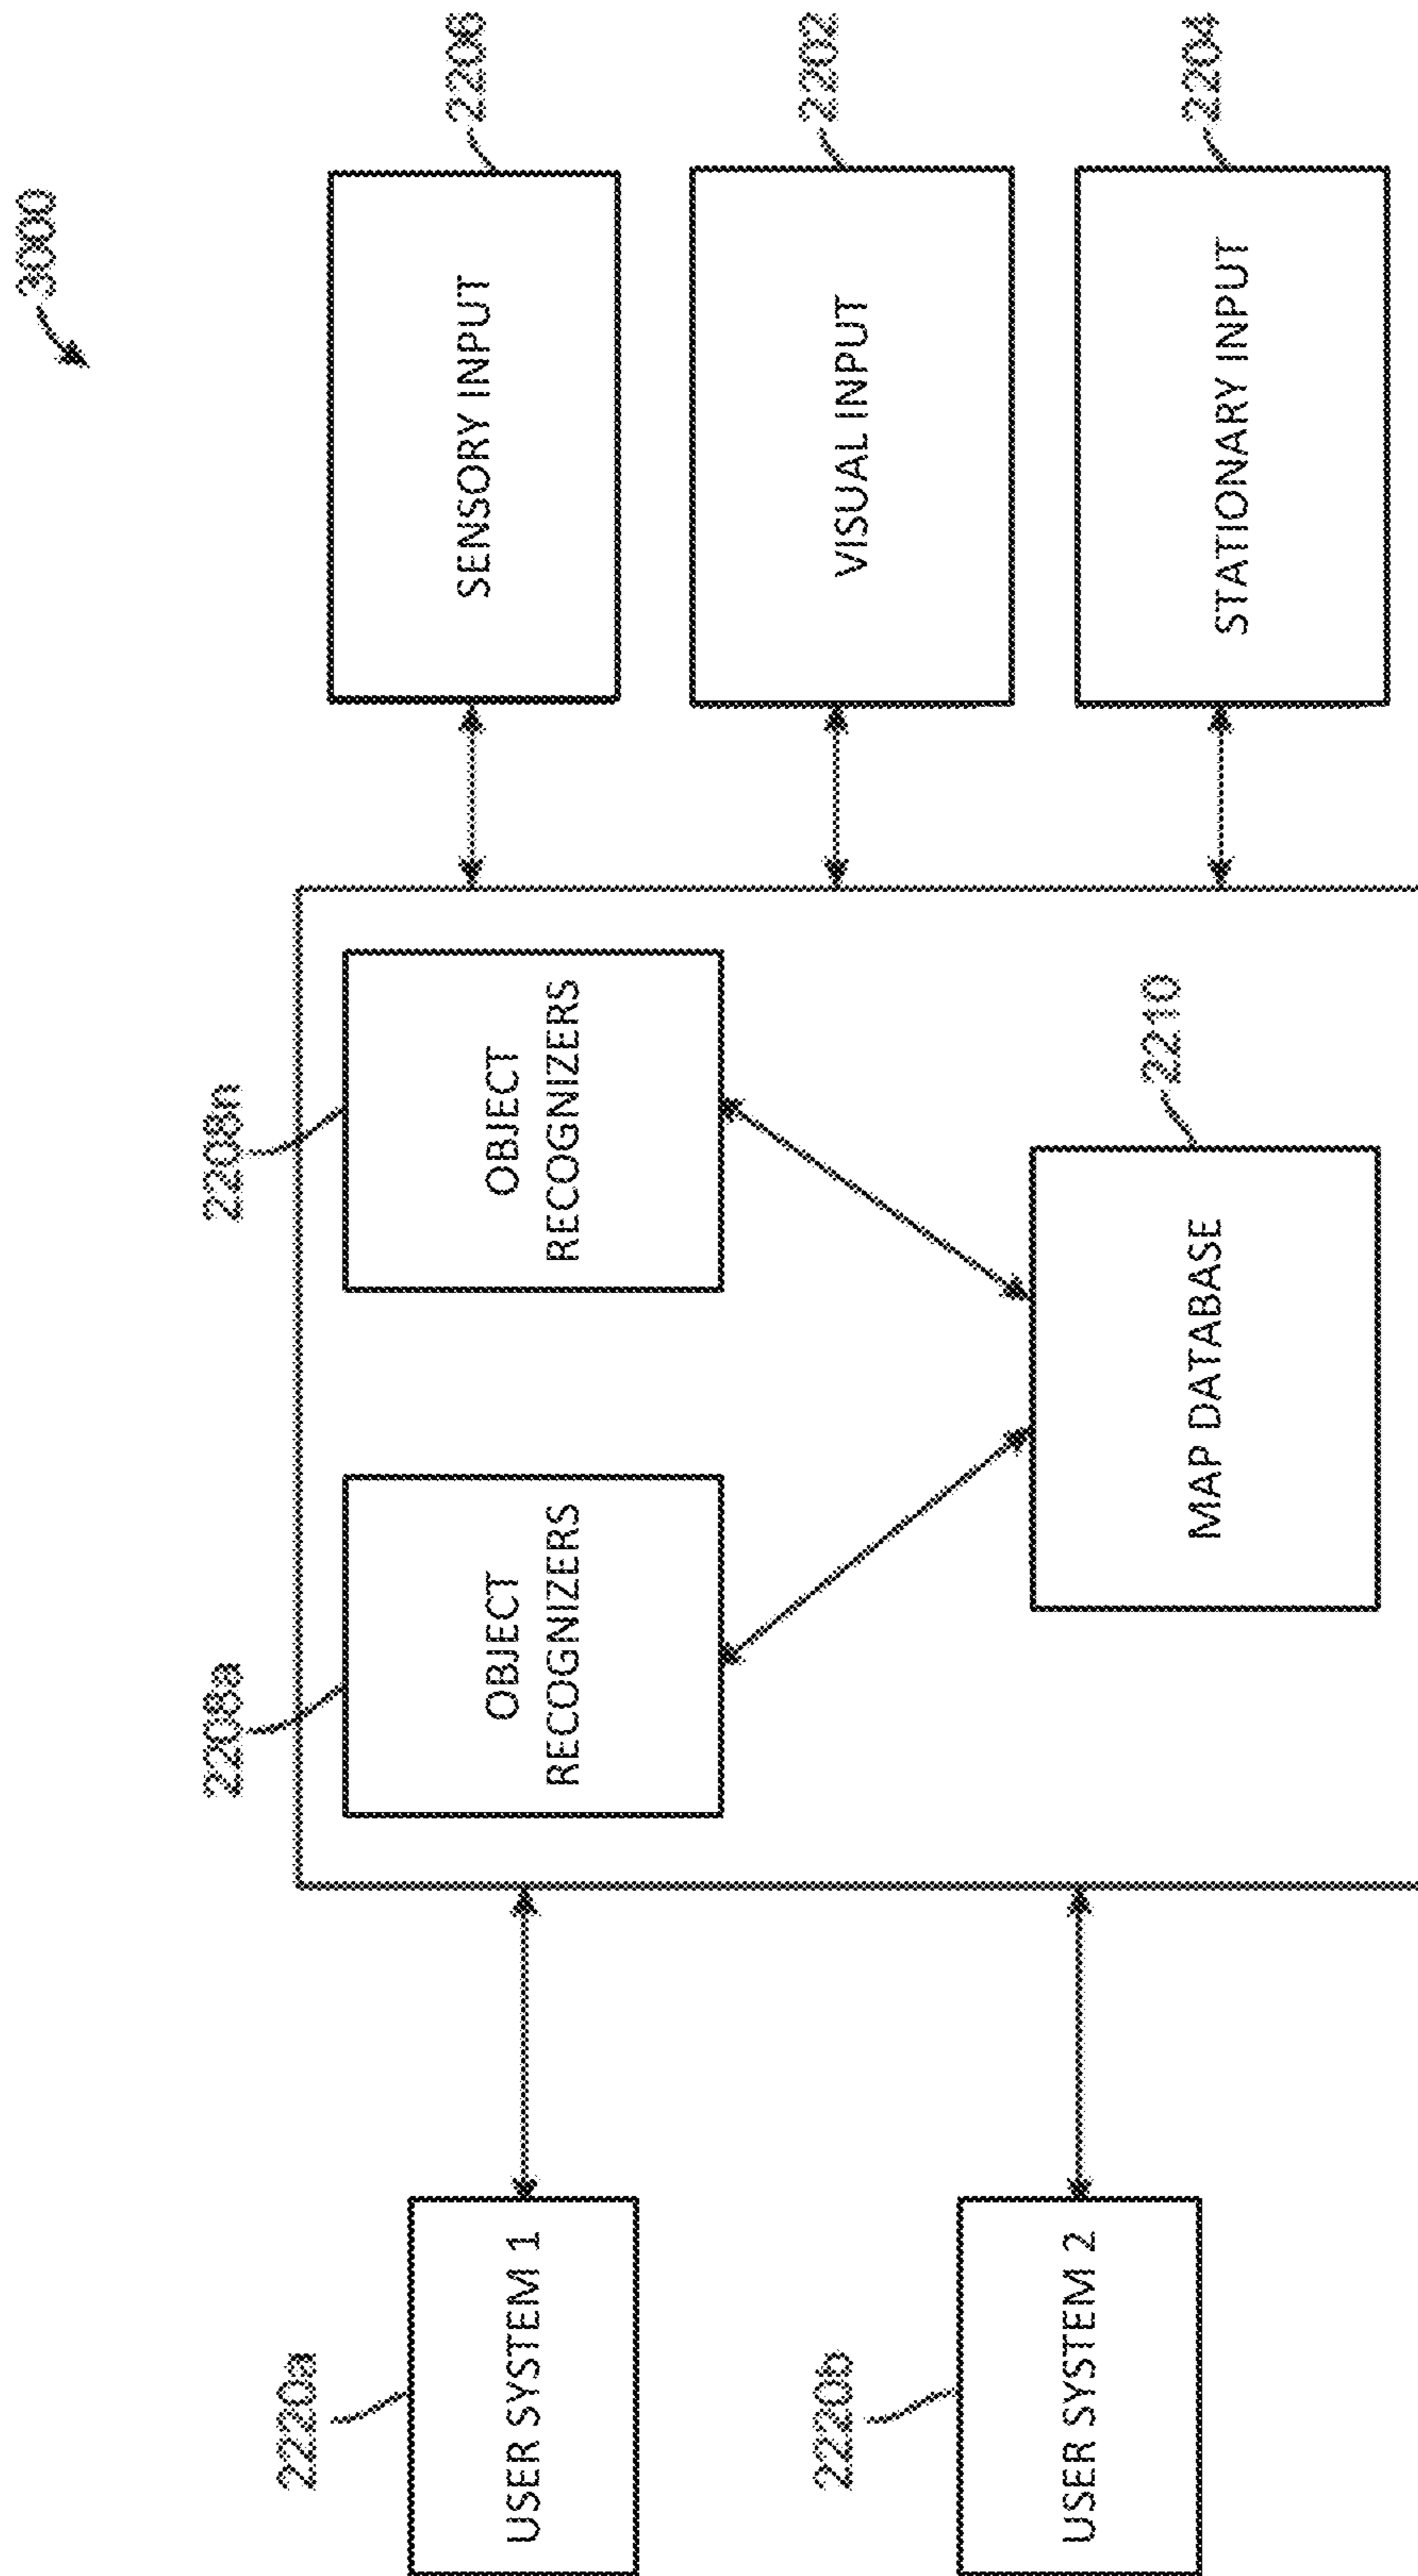 3000
2208a
2208n
2220a
2206
USER SYSTEM 1
OBJECT
RECOGNIZERS
OBJECT
RECOGNIZERS
SENSORY INPUT
2220b
2202
VISUAL INPUT
USER SYSTEM 2
2210
MAP DATABASE
2204
STATIONARY INPUT